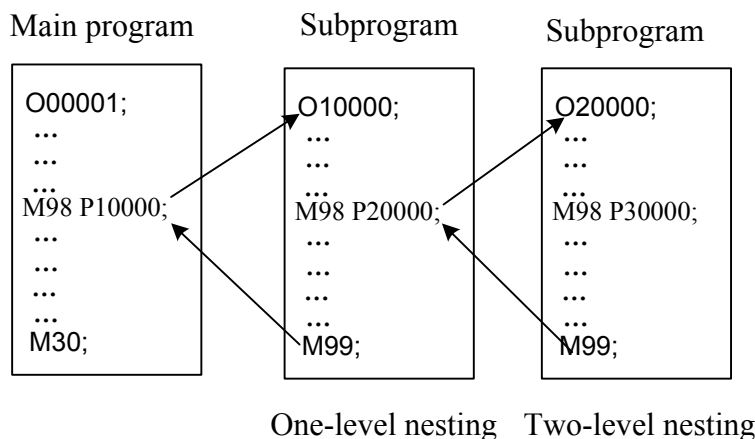 Main program
O00001;
...
...
...
M98 P10000;
...
...
...
...
M30;
Subprogram
O10000;
...
...
...
M98 P20000;
...
...
...
...
M99;
One-level nesting
Subprogram
O20000;
...
...
...
M98 P30000;
...
...
...
...
M99;
Two-level nesting